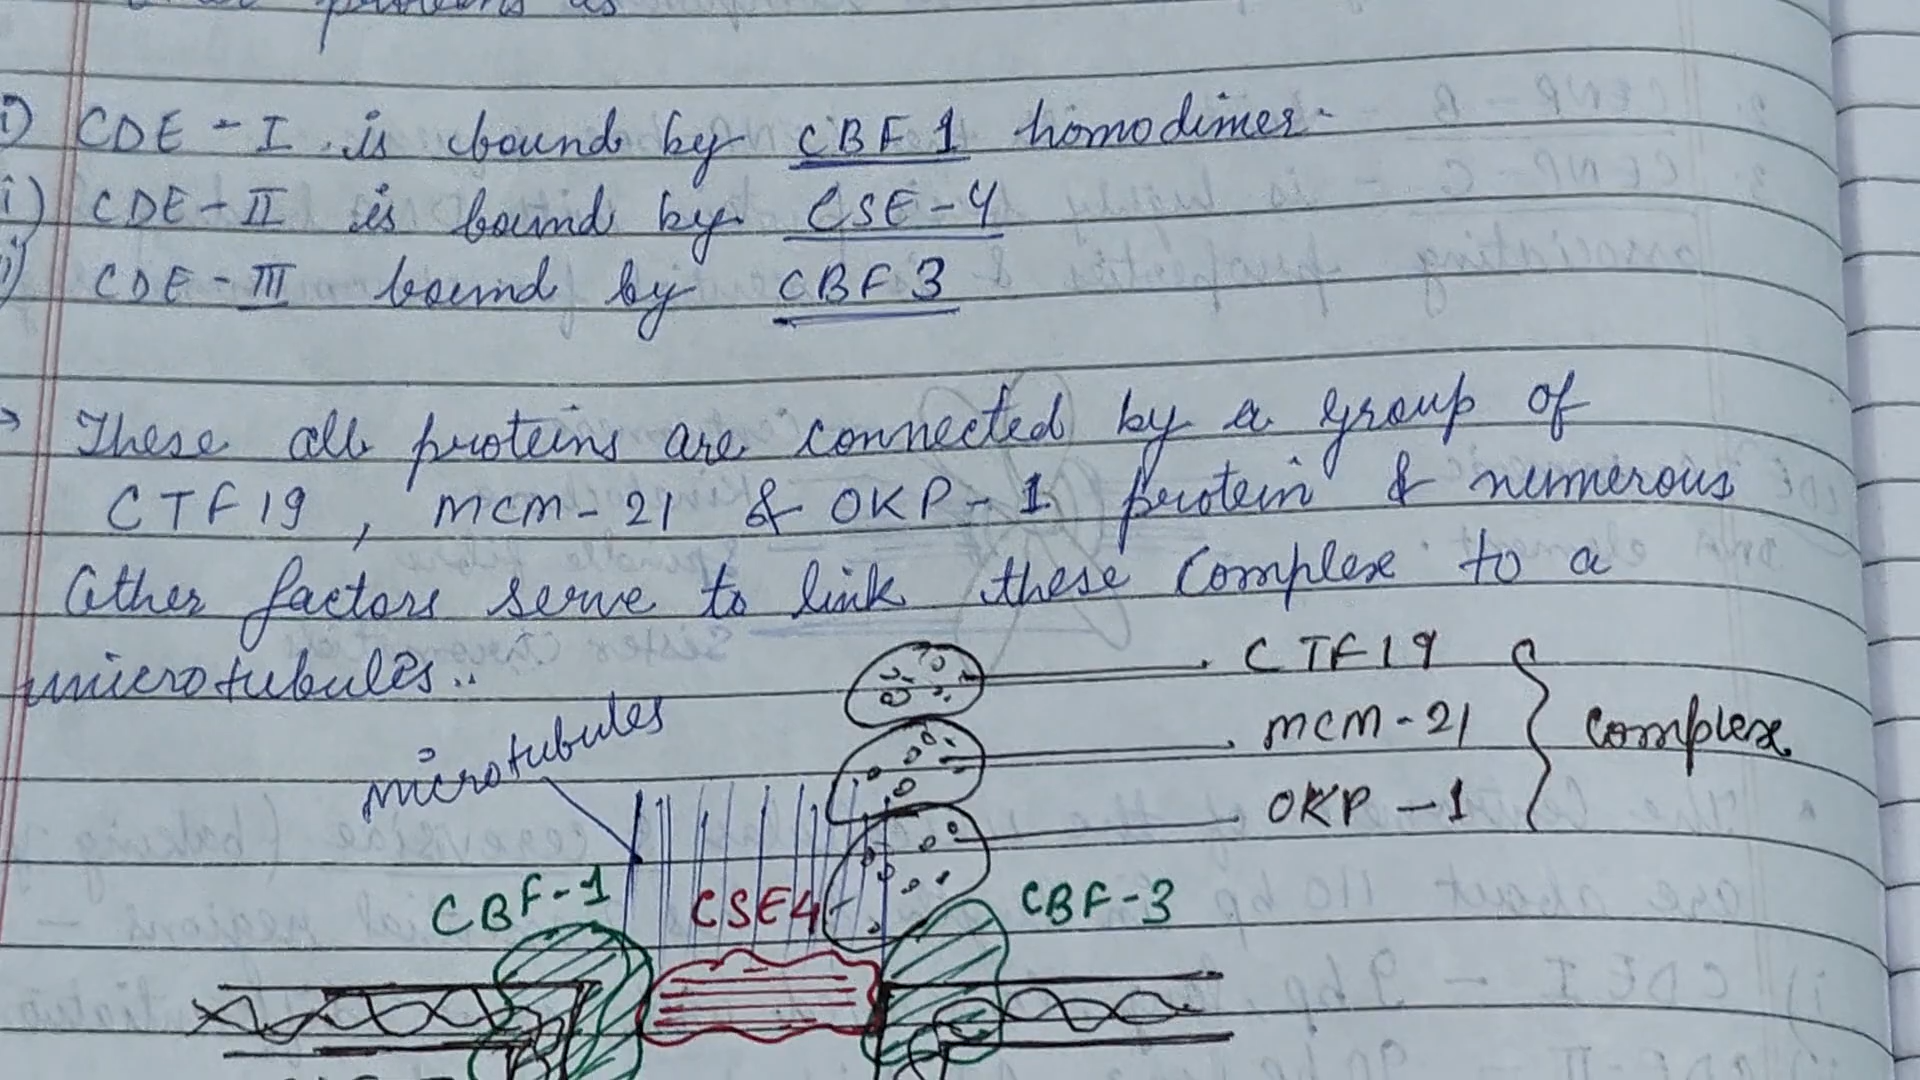 i) CDE - I is bound by CBF 1 homodimer-
i) CDE - II is bound by CSE-4
i) CDE - III bound by CBF 3
→ These all proteins are connected by a group of
CTF19, mcm-21 & OKP-1 protein & numerous
Other factors serve to link these complex to a
microtubules..
CTF19
microtubules
mcm-21
complex
OKP-1
CBF-1
CSE4
CBF-3